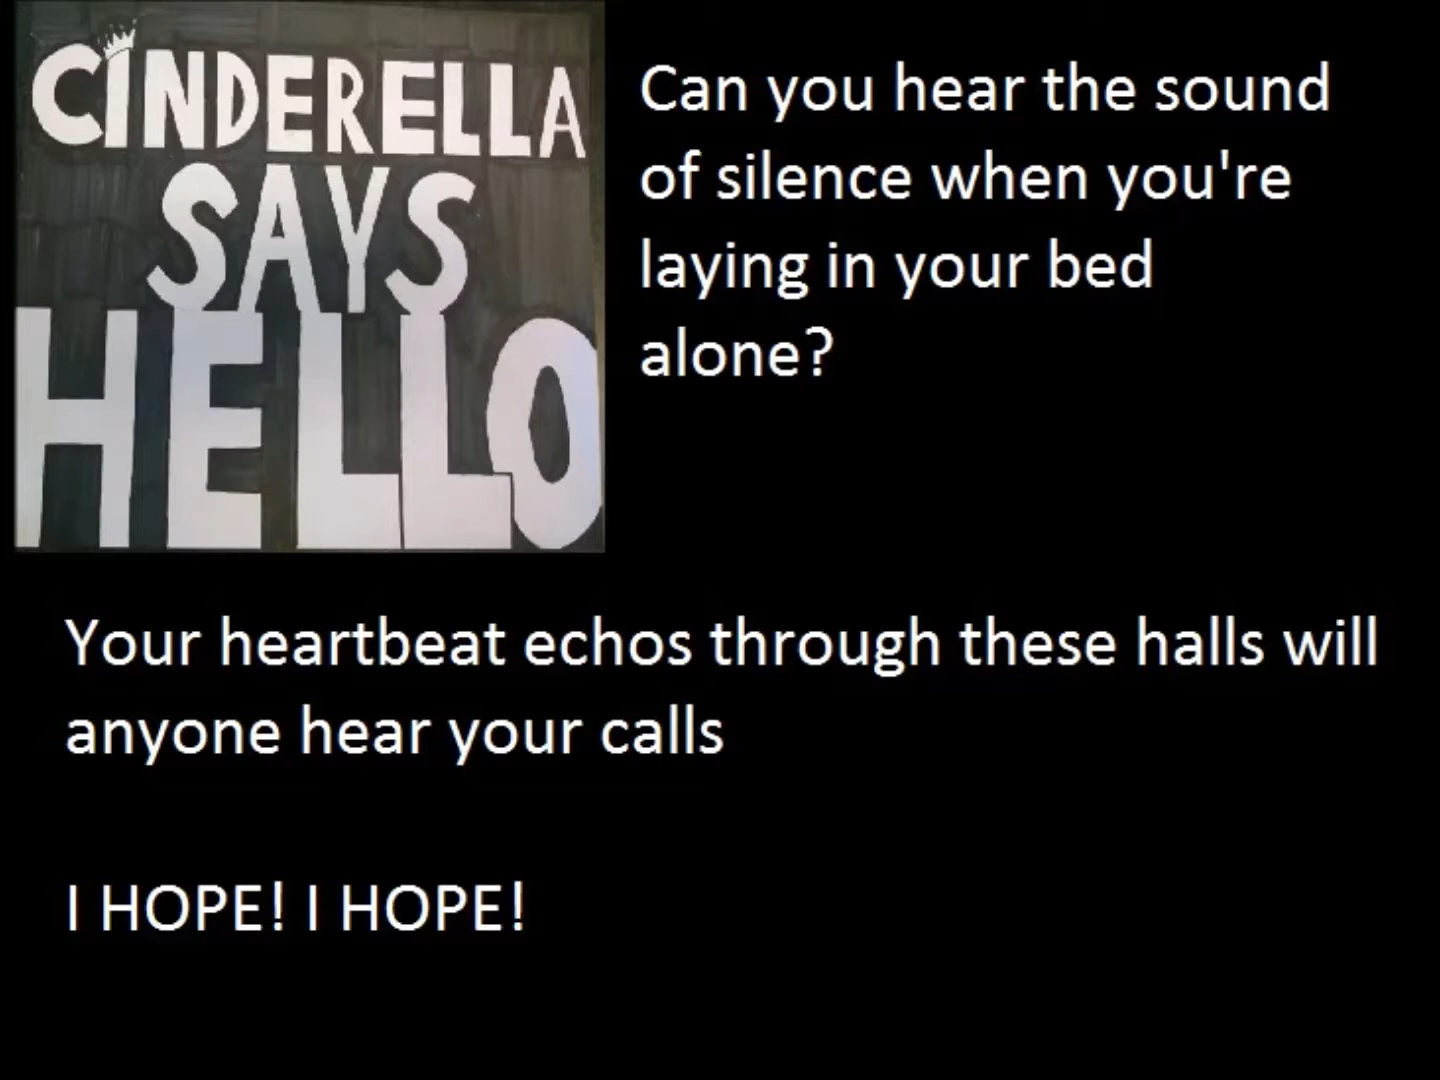 CINDERELLA
SAYS
HELLO
Can you hear the sound
of silence when you're
laying in your bed
alone?
Your heartbeat echos through these halls will
anyone hear your calls
I HOPE! I HOPE!